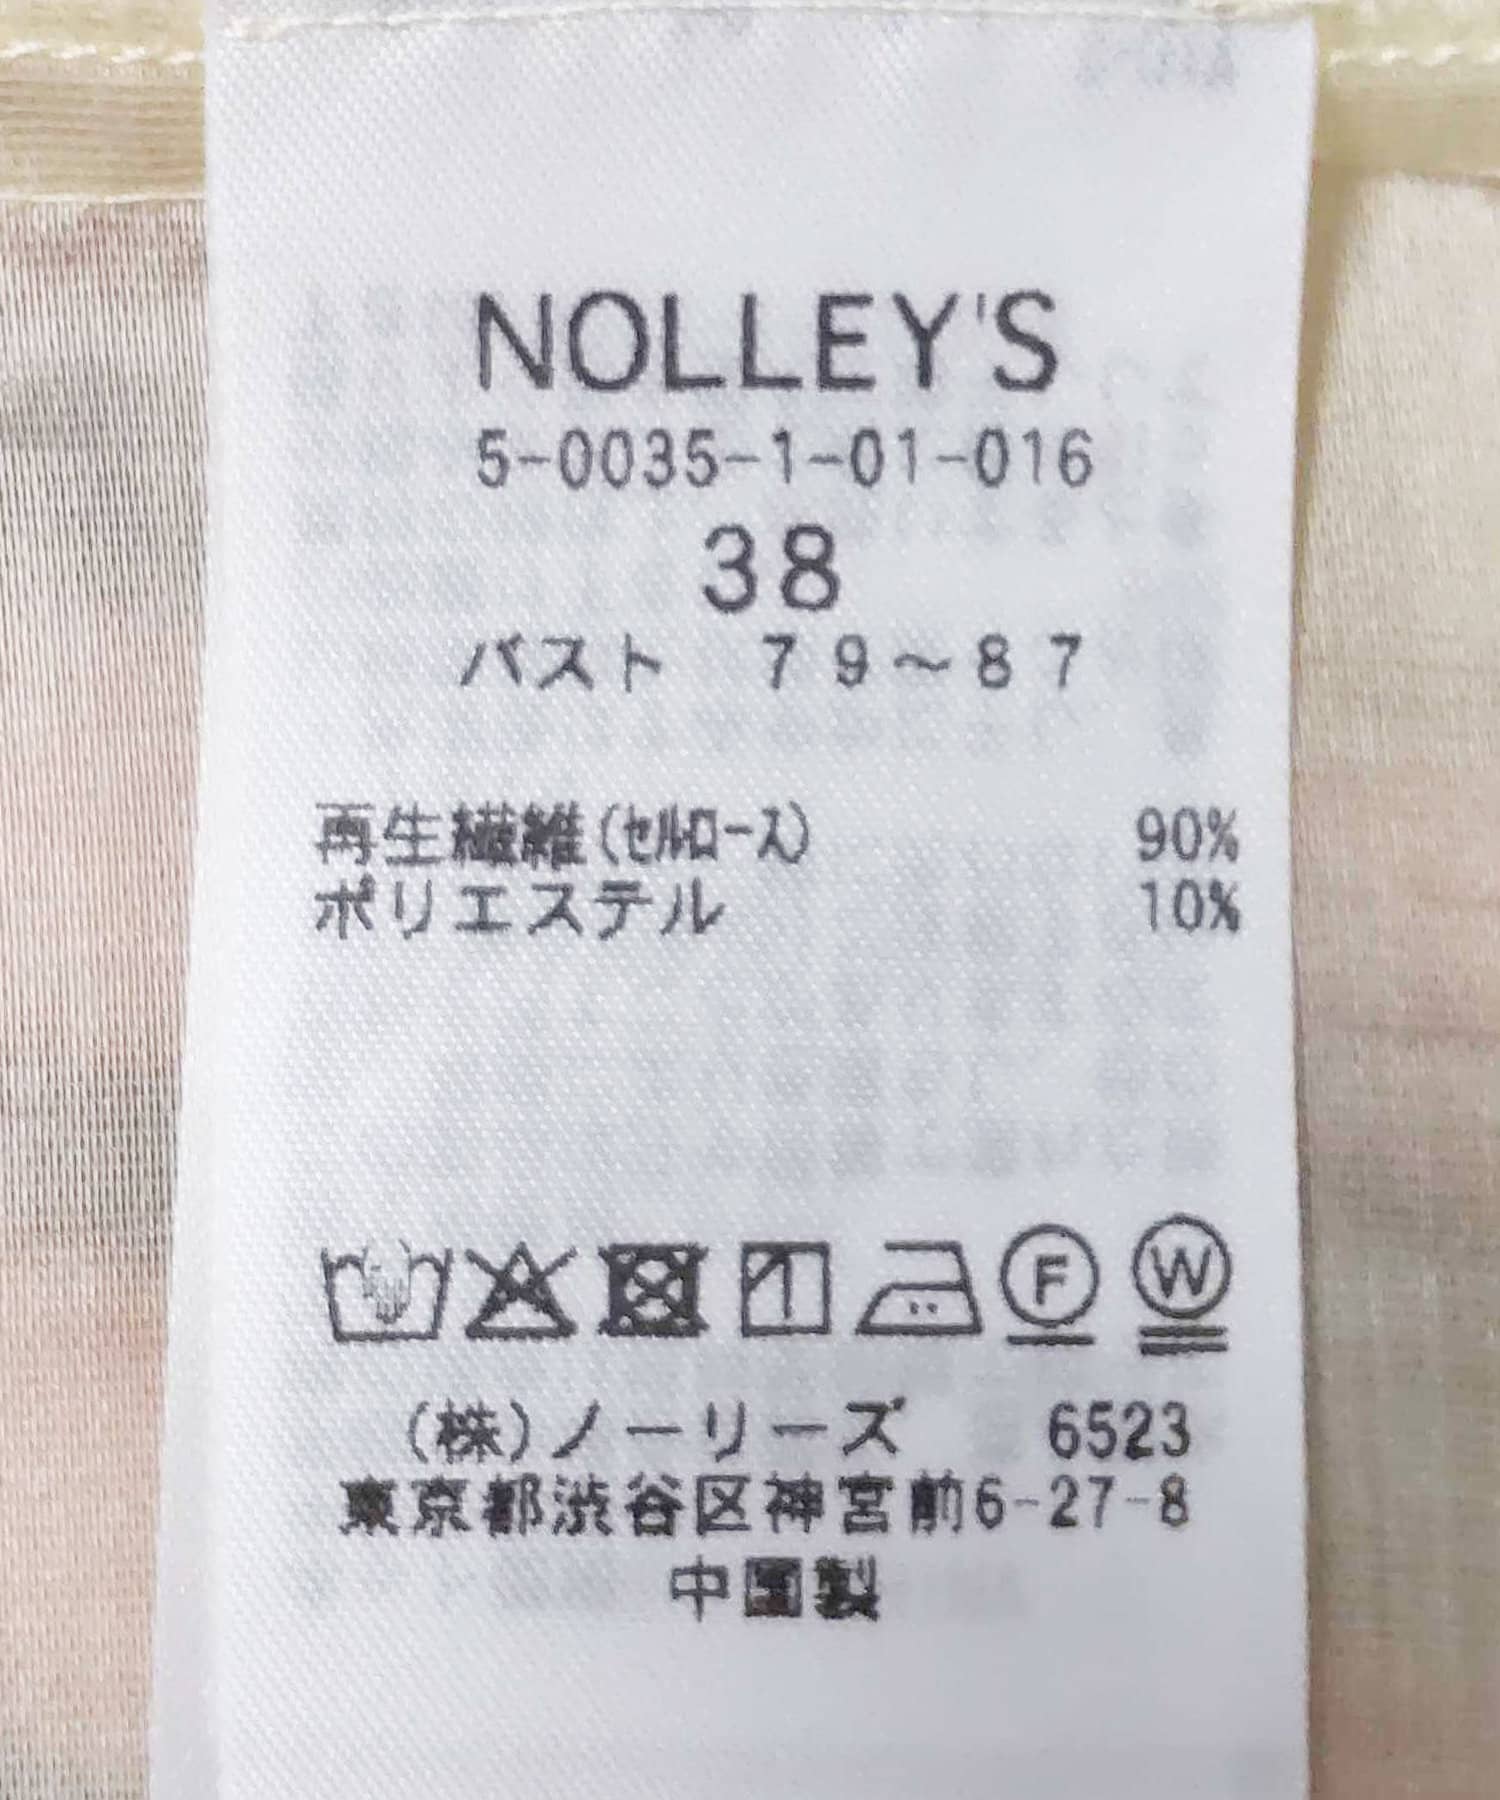 NOLLEY'S
5-0035-1-01-016
38
バスト　79～87
再生繊維(セルロース) 90%
ポリエステル 10%
F W
(株)ノーリーズ 6523
東京都渋谷区神宮前6-27-8
中国製